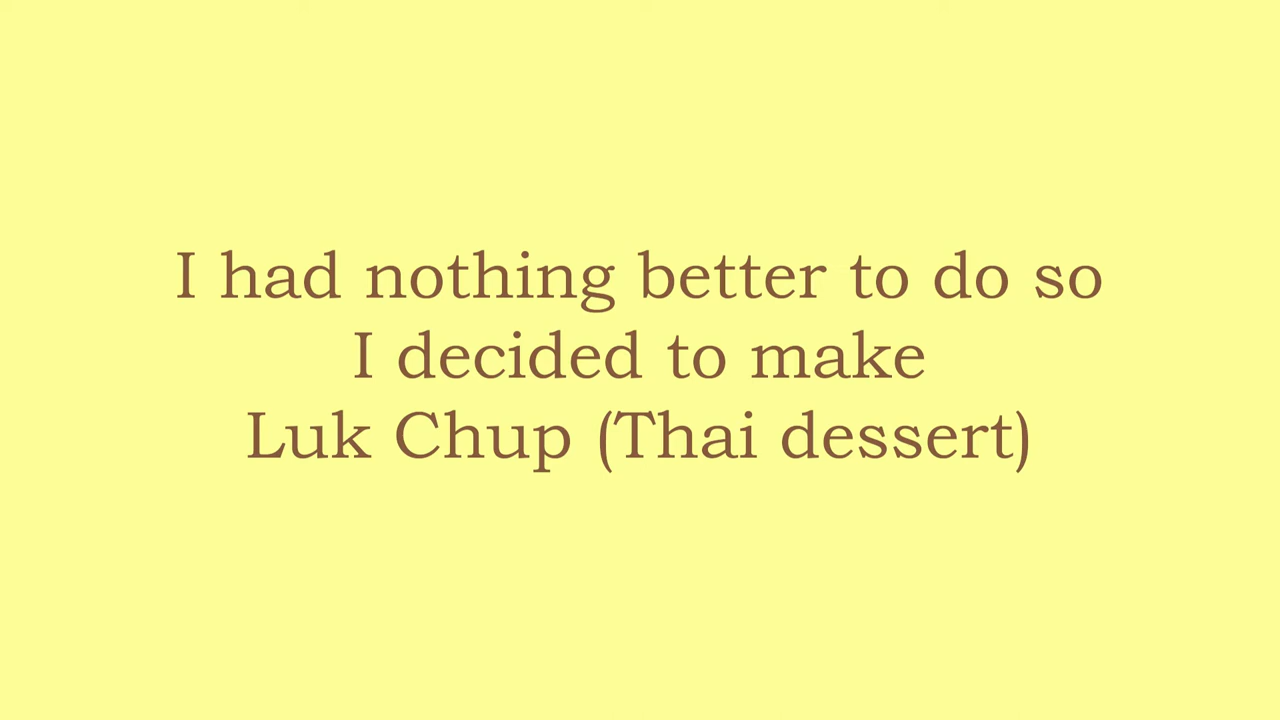 I had nothing better to do so
I decided to make
Luk Chup (Thai dessert)